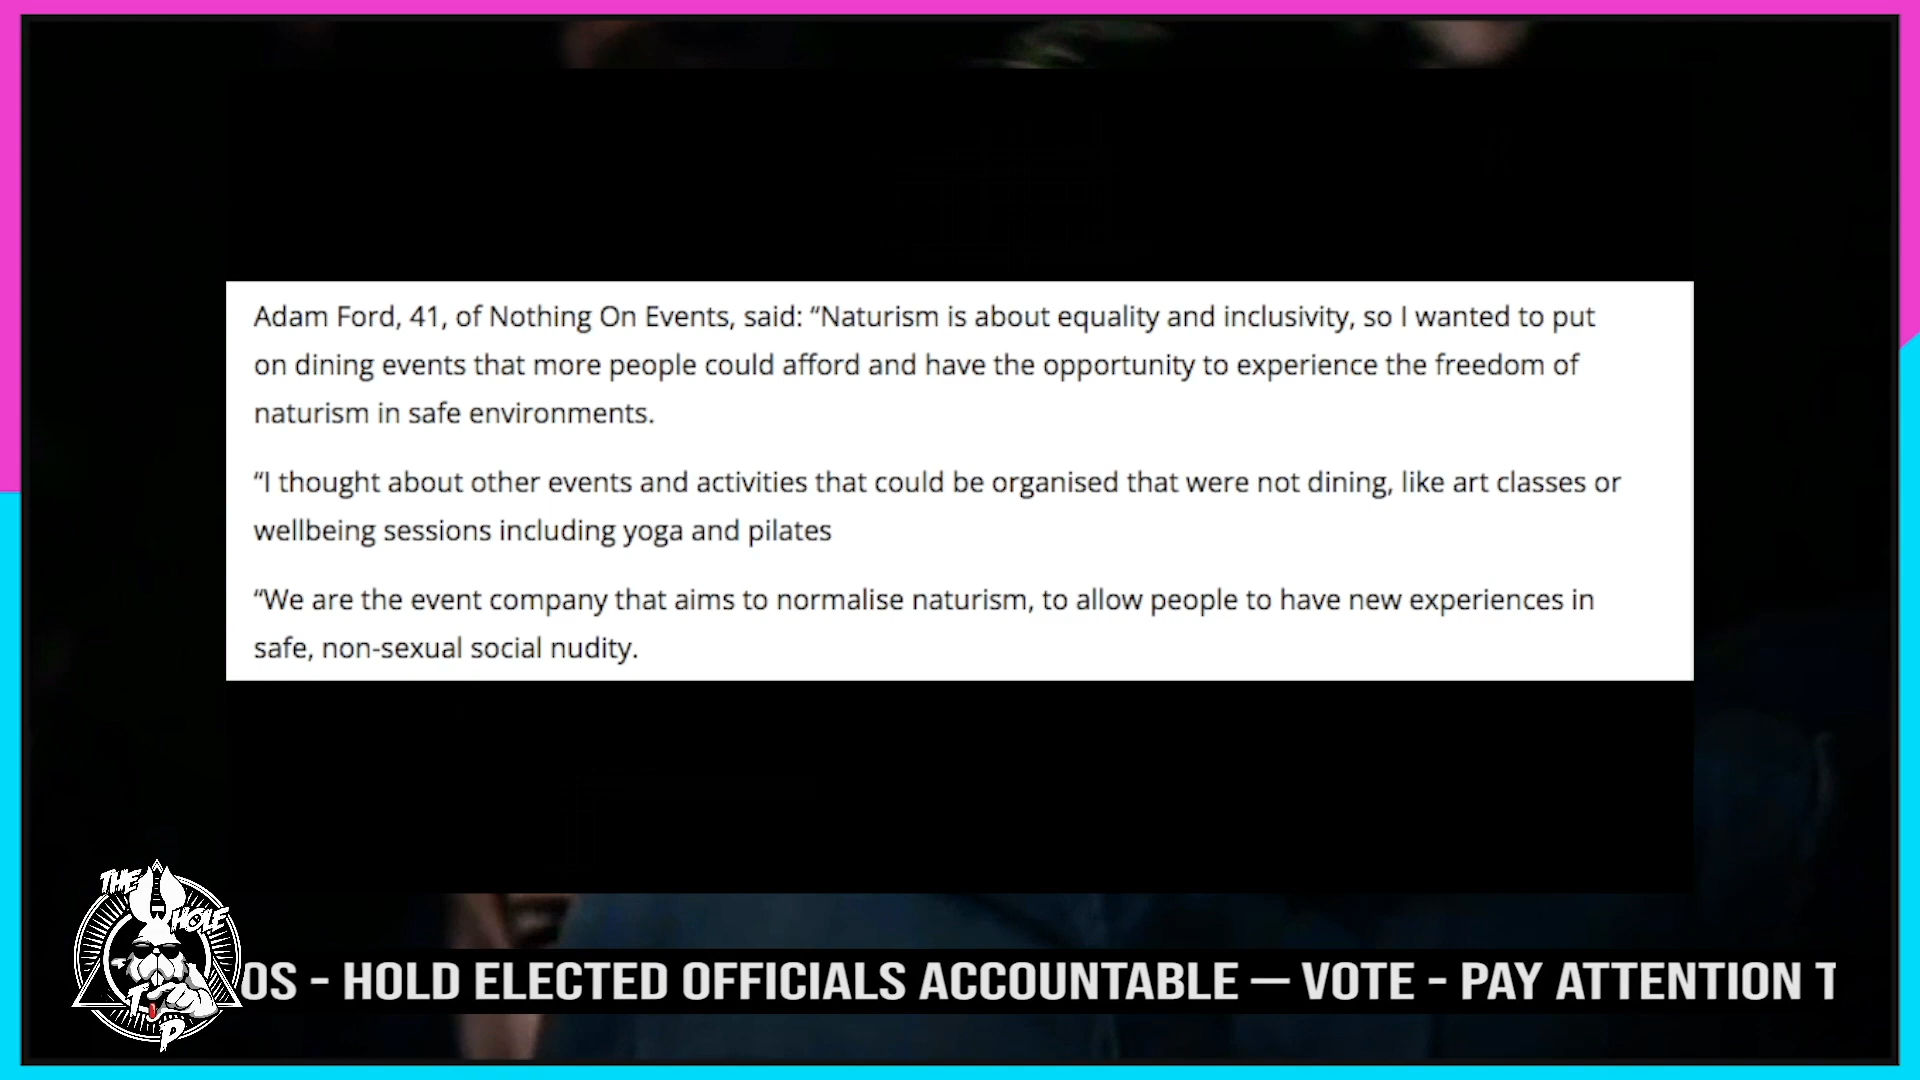 Adam Ford, 41, of Nothing On Events, said: “Naturism is about equality and inclusivity, so I wanted to put
on dining events that more people could afford and have the opportunity to experience the freedom of
naturism in safe environments.
“I thought about other events and activities that could be organised that were not dining, like art classes or
wellbeing sessions including yoga and pilates
“We are the event company that aims to normalise naturism, to allow people to have new experiences in
safe, non-sexual social nudity.
THE
HOLE
T
P
OS - HOLD ELECTED OFFICIALS ACCOUNTABLE — VOTE - PAY ATTENTION T